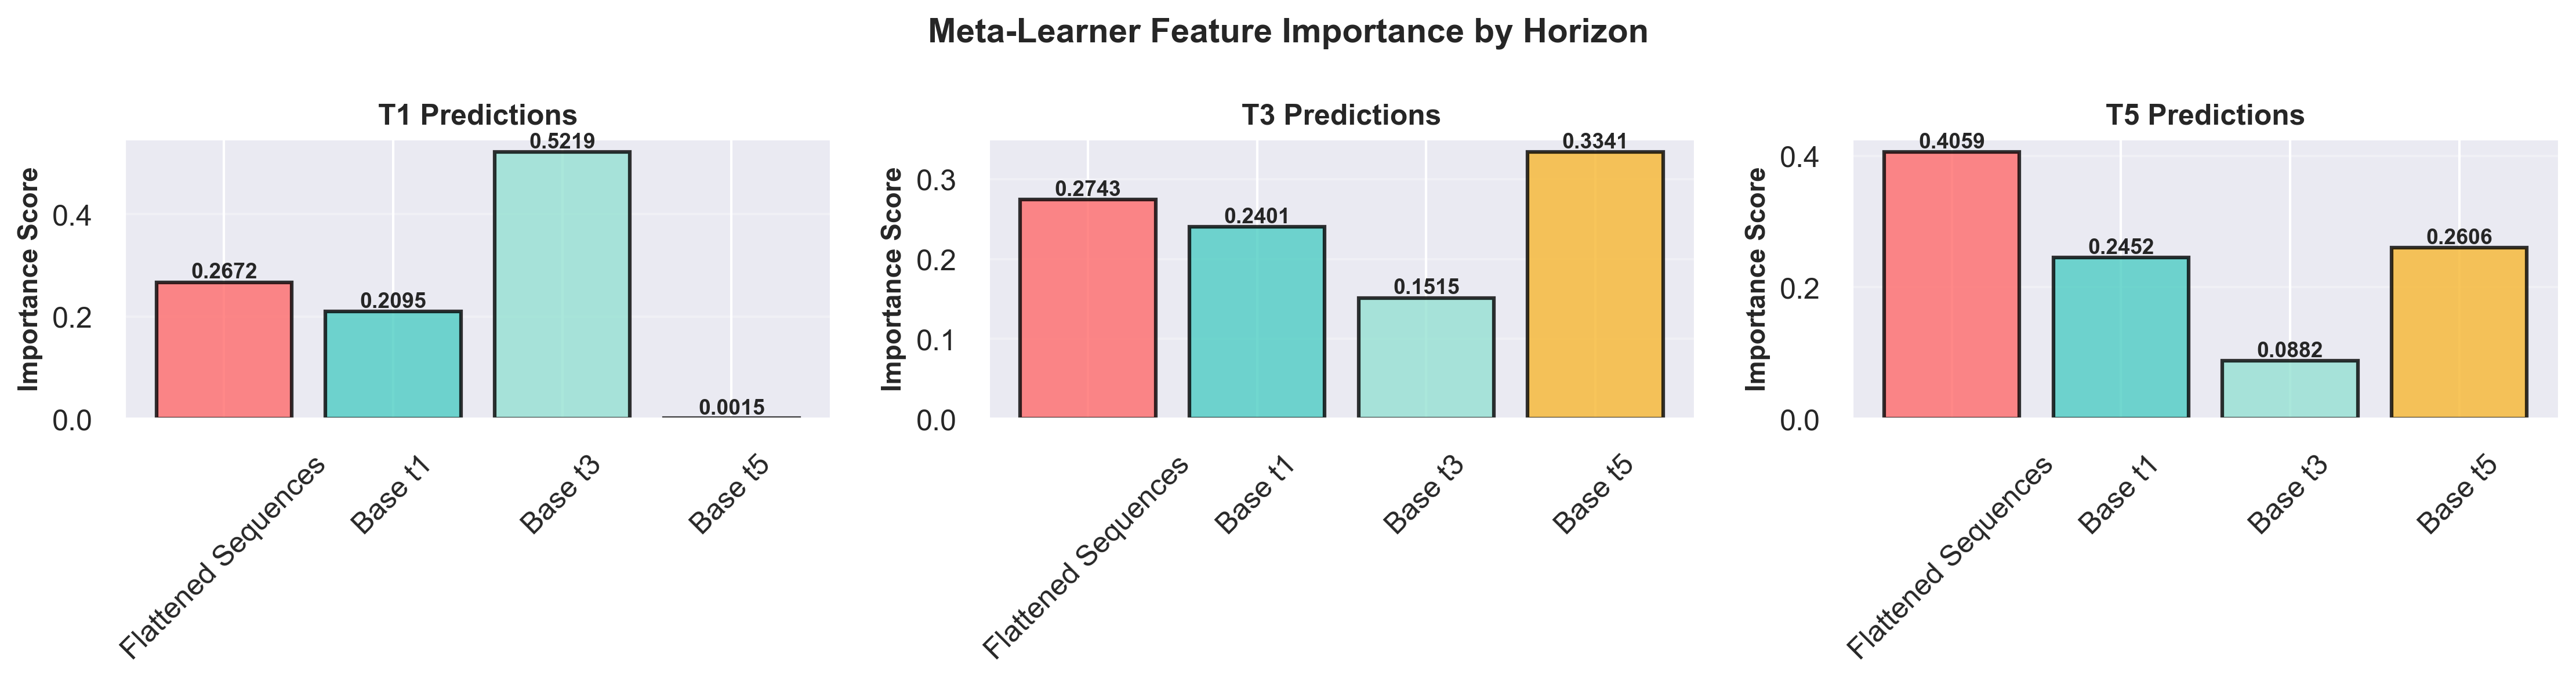 Meta-Learner Feature Importance by Horizon
T1 Predictions
Importance Score
0.4
0.2
0.0
0.2672
0.2095
0.5219
0.0015
Flattened Sequences
Base t1
Base t3
Base t5
T3 Predictions
Importance Score
0.3
0.2
0.1
0.0
0.2743
0.2401
0.1515
0.3341
Flattened Sequences
Base t1
Base t3
Base t5
T5 Predictions
Importance Score
0.4
0.2
0.0
0.4059
0.2452
0.0882
0.2606
Flattened Sequences
Base t1
Base t3
Base t5